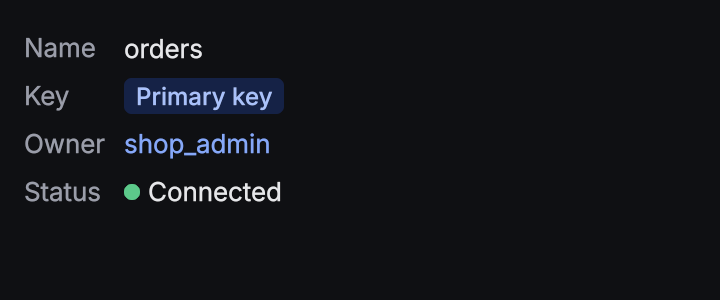 Name orders
Key Primary key
Owner shop_admin
Status Connected